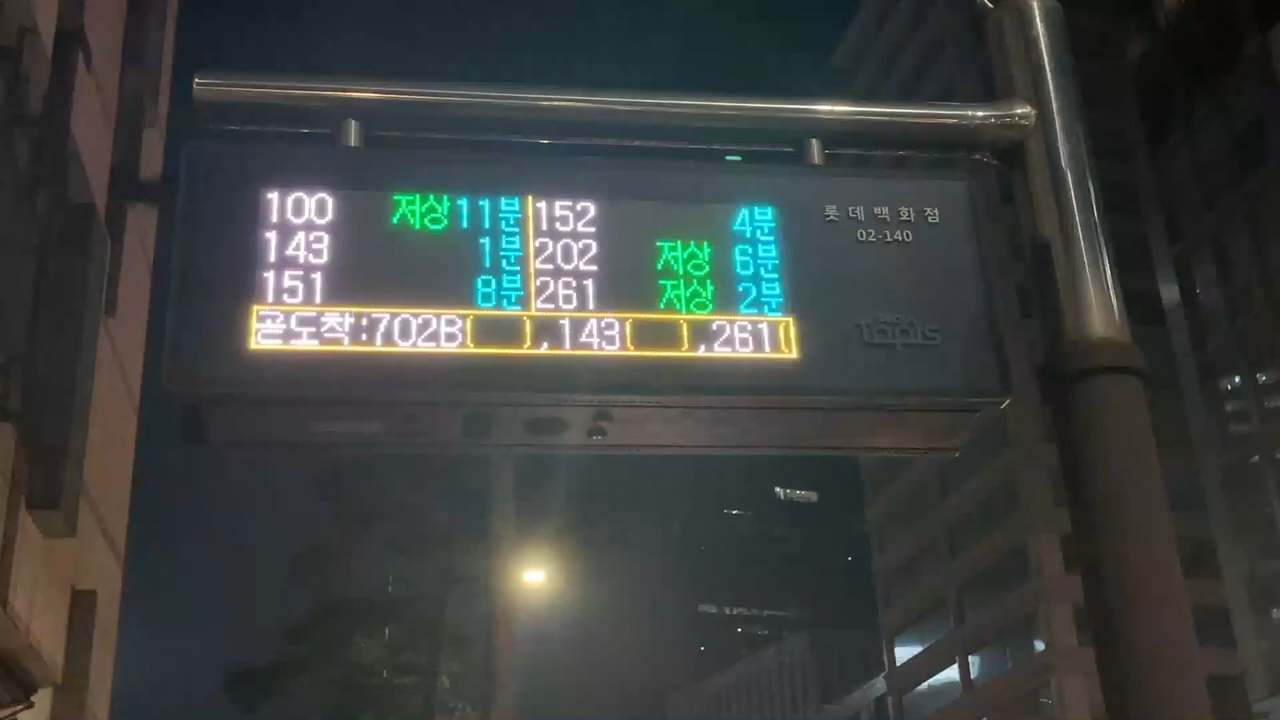 100 저상 11분
143 1분
151 8분
152 4분
202 저상 6분
261 저상 2분
곧도착:702B( ),143( ),261(
롯데백화점
02-140
SEOUL
Topis